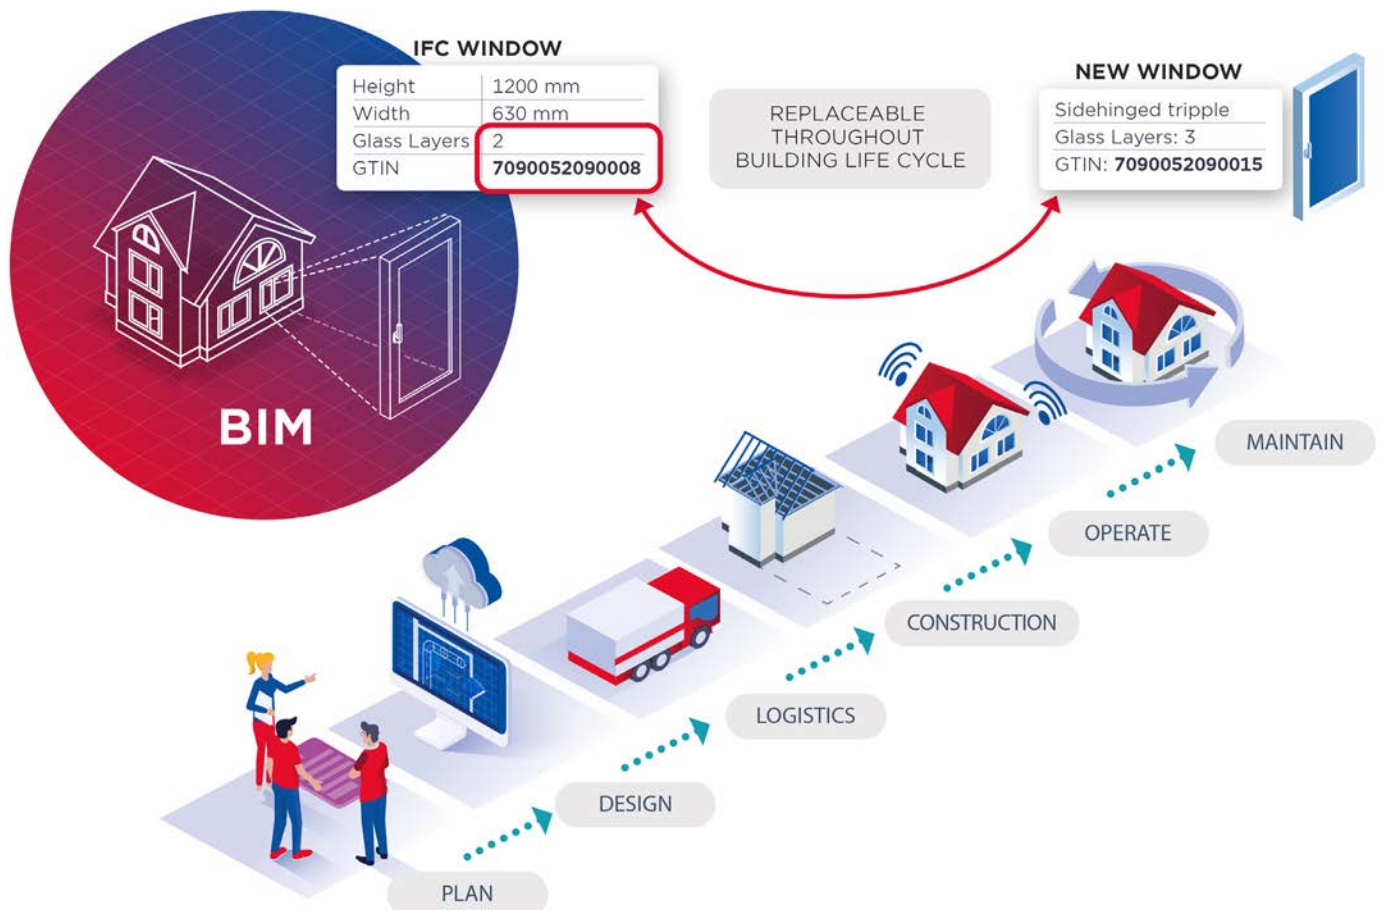 IFC WINDOW
Height 1200 mm
Width 630 mm
Glass Layers 2
GTIN 7090052090008
REPLACEABLE
THROUGHOUT
BUILDING LIFE CYCLE
NEW WINDOW
Sidehinged tripple
Glass Layers: 3
GTIN: 7090052090015
BIM
MAINTAIN
OPERATE
CONSTRUCTION
LOGISTICS
DESIGN
PLAN